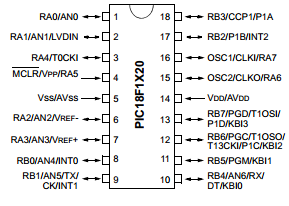 RA0/AN0
RA1/AN1/LVDIN
RA4/T0CKI
MCLR/VPP/RA5
VSS/AVSS
RA2/AN2/VREF-
RA3/AN3/VREF+
RB0/AN4/INT0
RB1/AN5/TX/
CK/INT1
1
2
3
4
5
6
7
8
9
PIC18F1X20
18
17
16
15
14
13
12
11
10
RB3/CCP1/P1A
RB2/P1B/INT2
OSC1/CLKI/RA7
OSC2/CLKO/RA6
VDD/AVDD
RB7/PGD/T1OSI/
P1D/KBI3
RB6/PGC/T1OSO/
T13CKI/P1C/KBI2
RB5/PGM/KBI1
RB4/AN6/RX/
DT/KBI0